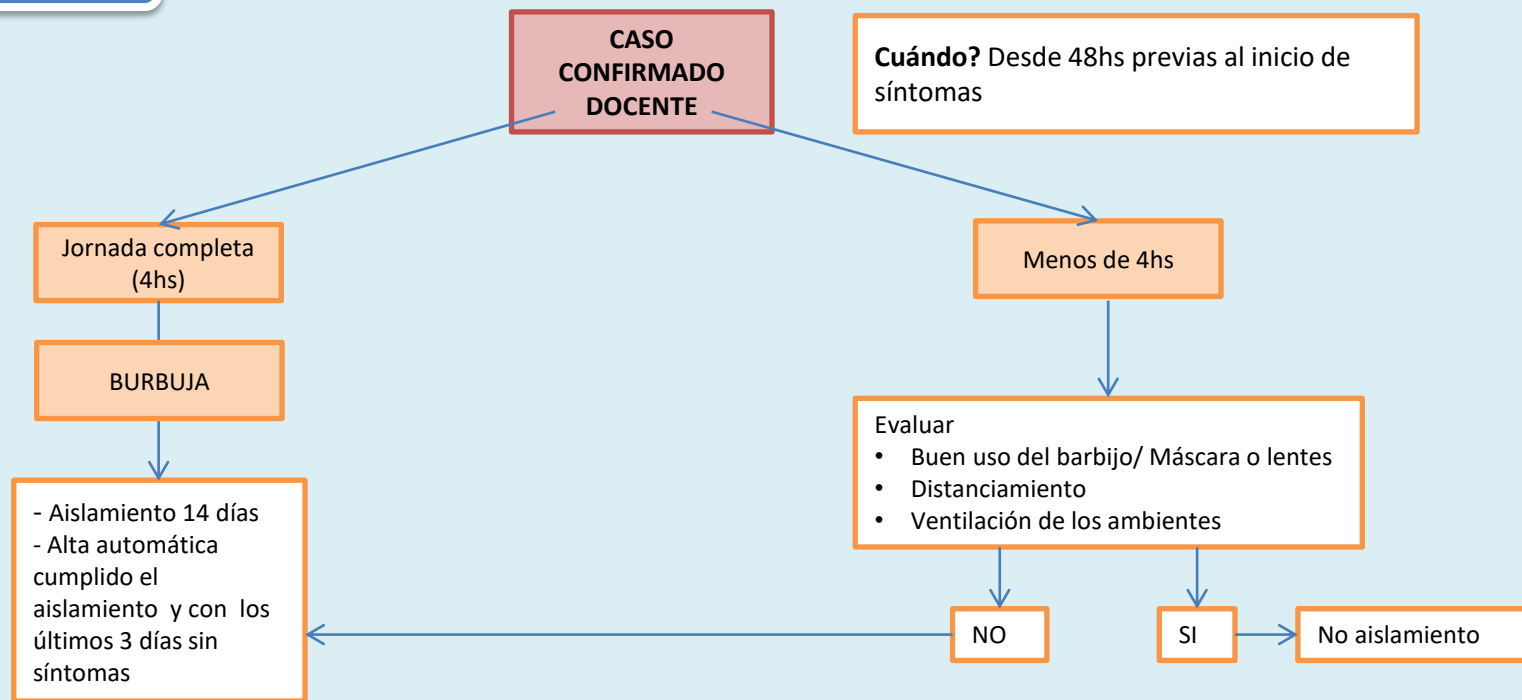 CASO
CONFIRMADO
DOCENTE
Cuándo? Desde 48hs previas al inicio de
síntomas
Jornada completa
(4hs)
Menos de 4hs
BURBUJA
Evaluar
• Buen uso del barbijo/ Máscara o lentes
• Distanciamiento
• Ventilación de los ambientes
- Aislamiento 14 días
- Alta automática
cumplido el
aislamiento y con los
últimos 3 días sin
síntomas
NO
SI
No aislamiento